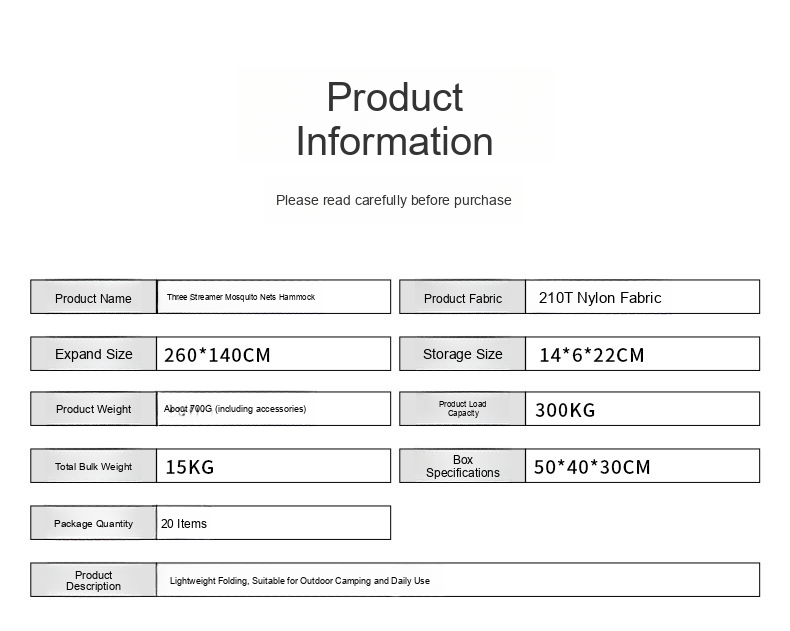 Product
Information
Please read carefully before purchase
Product Name
Three Streamer Mosquito Nets Hammock
Product Fabric
210T Nylon Fabric
Expand Size
260*140CM
Storage Size
14*6*22CM
Product Weight
About 700G (including accessories)
Product Load
Capacity
300KG
Total Bulk Weight
15KG
Box
Specifications
50*40*30CM
Package Quantity
20 Items
Product
Description
Lightweight Folding, Suitable for Outdoor Camping and Daily Use